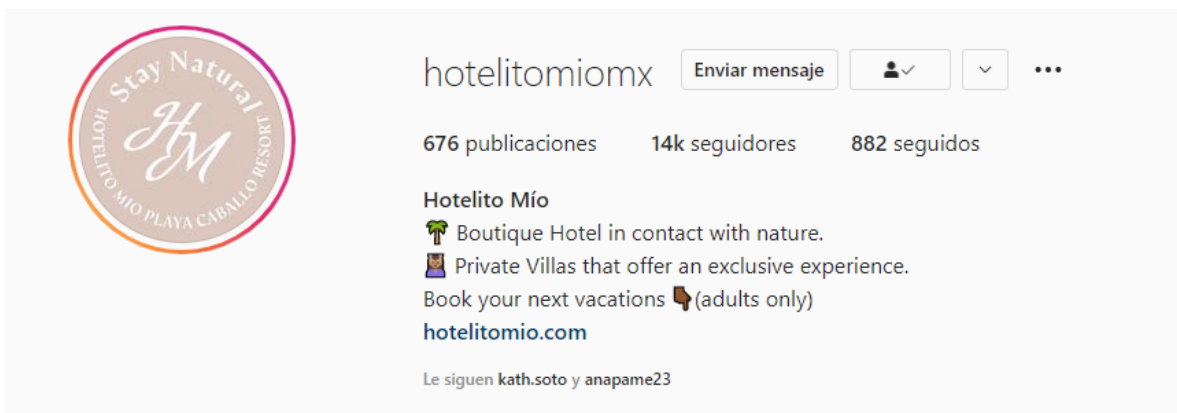 Stay Natural
HM
HOTELITO MIO PLAYA CABALLO RESORT
hotelitomiomx Enviar mensaje
676 publicaciones 14k seguidores 882 seguidos
Hotelito Mío
🌴 Boutique Hotel in contact with nature.
💆🏾 Private Villas that offer an exclusive experience.
Book your next vacations 👇🏾(adults only)
hotelitomio.com
Le siguen kath.soto y anapame23